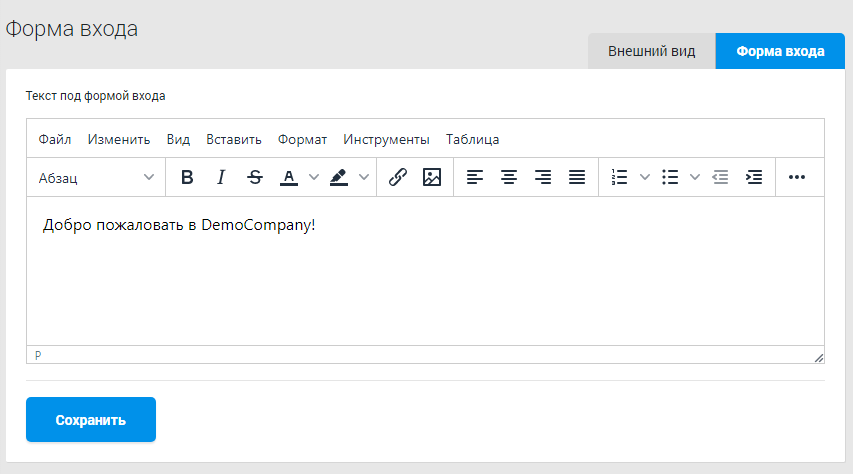 Форма входа
Внешний вид Форма входа
Текст под формой входа
Файл Изменить Вид Вставить Формат Инструменты Таблица
Абзац B I S A
Добро пожаловать в DemoCompany!
P
Сохранить